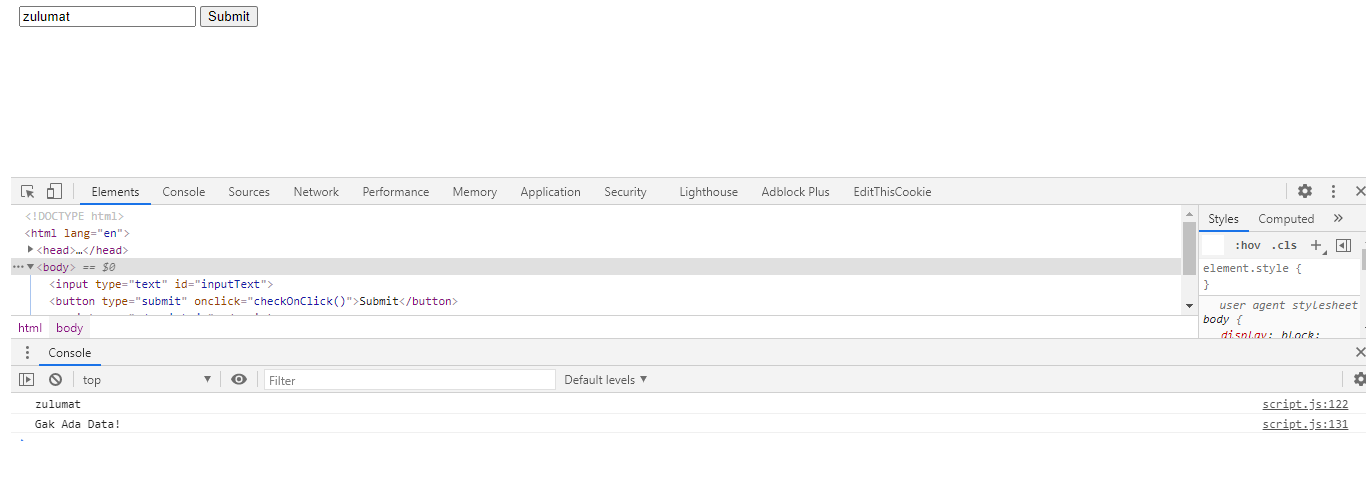 zulumat Submit
Elements Console Sources Network Performance Memory Application Security Lighthouse Adblock Plus EditThisCookie
<!DOCTYPE html>
<html lang="en">
<head>…</head>
<body> == $0
<input type="text" id="inputText">
<button type="submit" onclick="checkOnClick()">Submit</button>
html body
Styles Computed »
:hov .cls +
element.style {
}
user agent stylesheet
body {
display: block;
Console
top Filter Default levels
zulumat script.js:122
Gak Ada Data! script.js:131